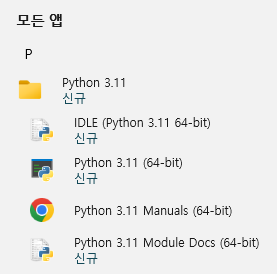 모든 앱
P
Python 3.11
신규
IDLE (Python 3.11 64-bit)
신규
Python 3.11 (64-bit)
신규
Python 3.11 Manuals (64-bit)
Python 3.11 Module Docs (64-bit)
신규